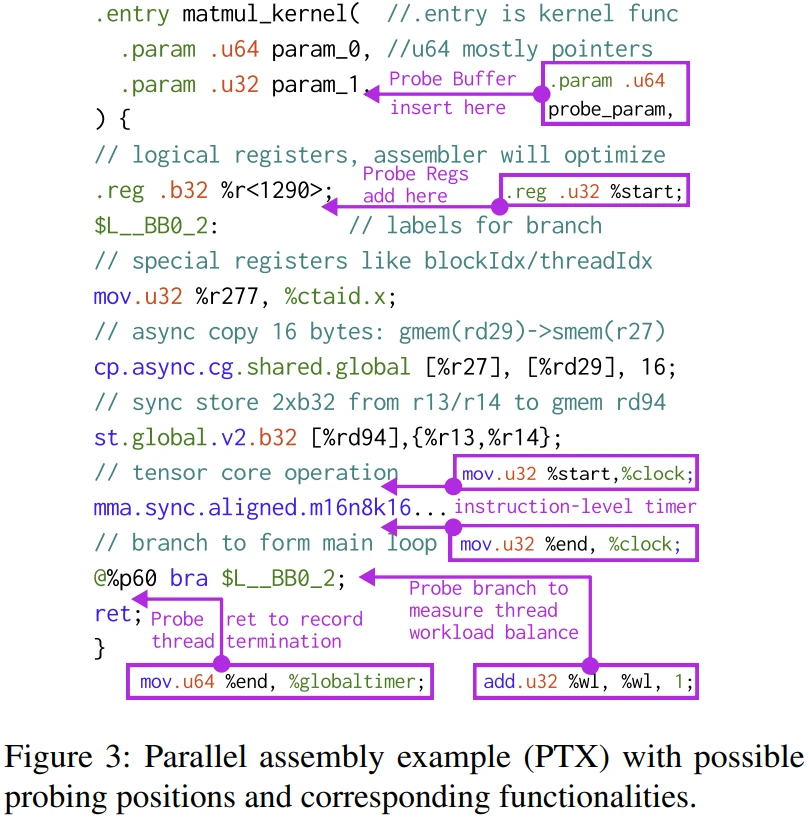 .entry matmul_kernel(  //.entry is kernel func
.param .u64 param_0, //u64 mostly pointers
.param .u32 param_1,
Probe Buffer
insert here
.param .u64
probe_param,
) {
// logical registers, assembler will optimize
.reg .b32 %r<1290>;
Probe Regs
add here
.reg .u32 %start;
$L__BB0_2:  // labels for branch
// special registers like blockIdx/threadIdx
mov.u32 %r277, %ctaid.x;
// async copy 16 bytes: gmem(rd29)->smem(r27)
cp.async.cg.shared.global [%r27], [%rd29], 16;
// sync store 2xb32 from r13/r14 to gmem rd94
st.global.v2.b32 [%rd94],{%r13,%r14};
// tensor core operation
mov.u32 %start,%clock;
mma.sync.aligned.m16n8k16...
instruction-level timer
// branch to form main loop
mov.u32 %end, %clock;
@%p60 bra $L__BB0_2;
Probe branch to
measure thread
workload balance
ret;
Probe ret to record
thread termination
}
mov.u64 %end, %globaltimer;
add.u32 %wl, %wl, 1;
Figure 3: Parallel assembly example (PTX) with possible
probing positions and corresponding functionalities.